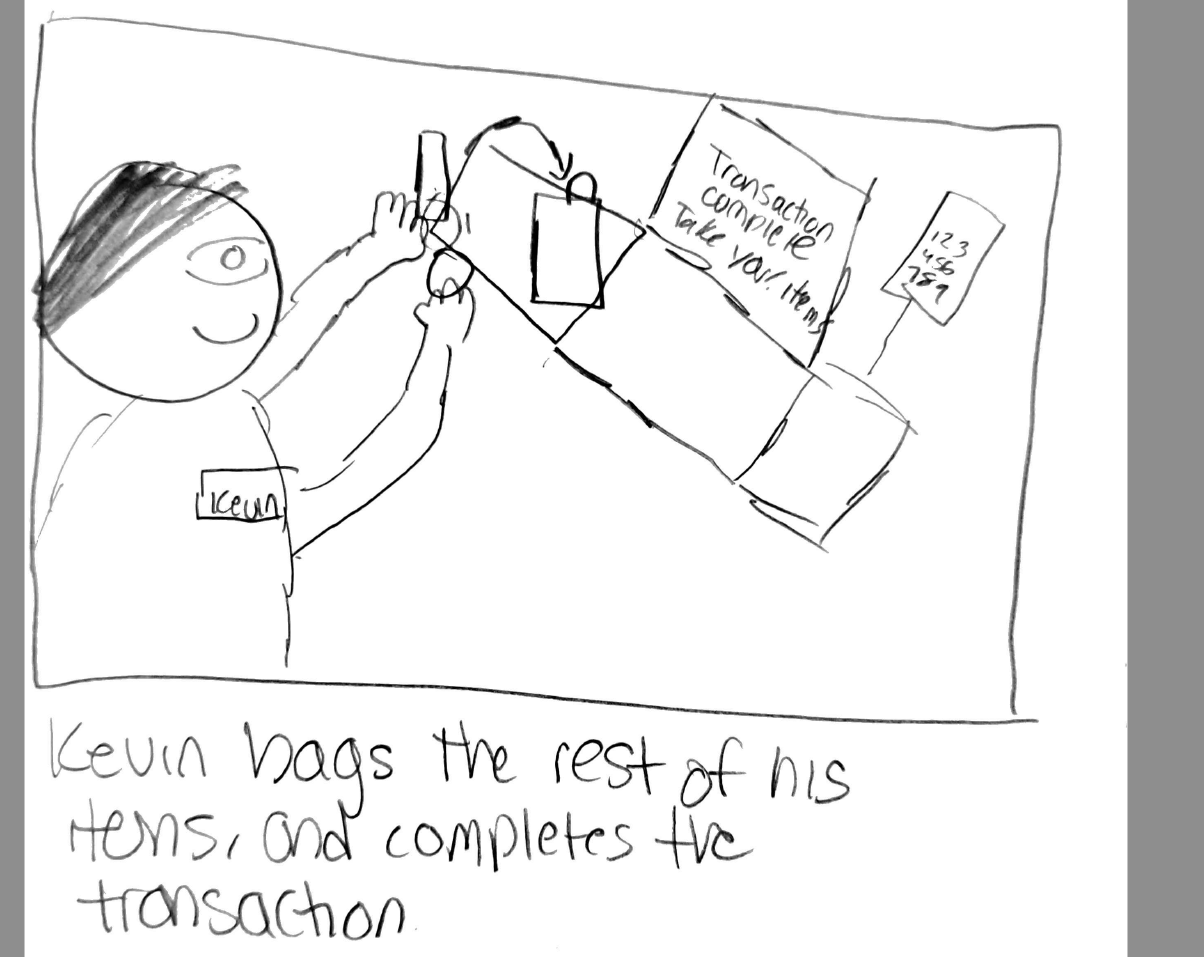 Transaction
complete
Take your items
123
456
789
Kevin
Kevin bags the rest of his
items, and completes the
transaction.